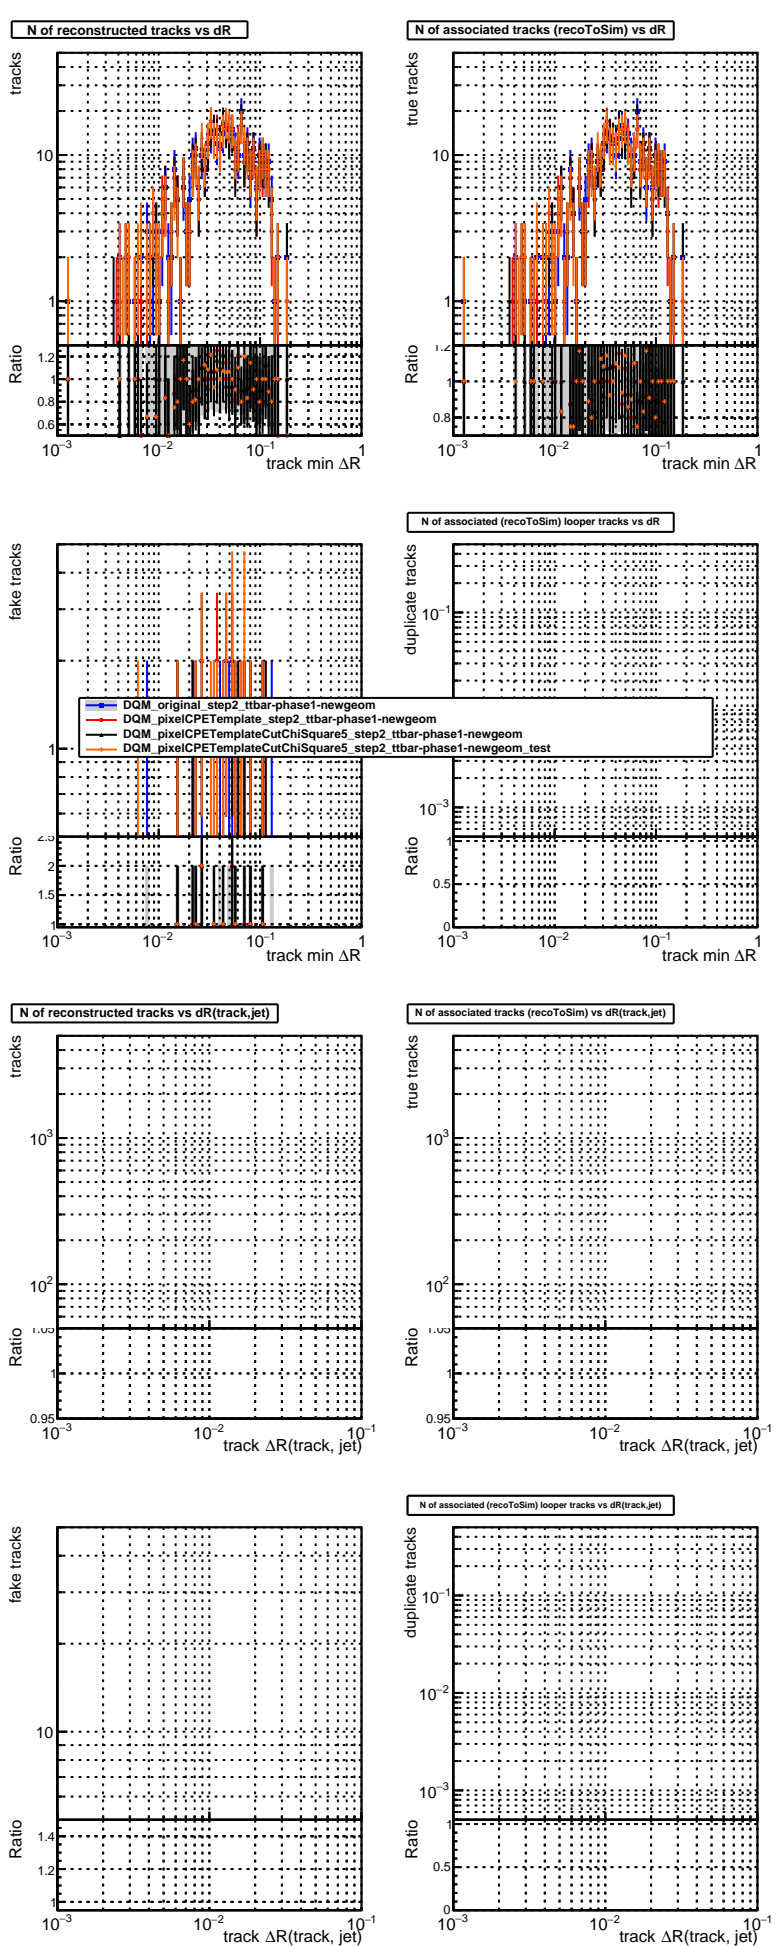 N of reconstructed tracks vs dR
tracks
10
1
Ratio
1.2
1
0.8
0.6
10−3
10−2
10−1
1
track min ΔR
N of associated tracks (recoToSim) vs dR
true tracks
10
1
Ratio
1.2
1
0.8
10−3
10−2
10−1
1
track min ΔR
fake tracks
1
Ratio
2.5
2
1.5
1
10−3
10−2
10−1
1
track min ΔR
N of associated (recoToSim) looper tracks vs dR
duplicate tracks
10−1
10−3
Ratio
1
0.5
0
10−3
10−2
10−1
1
track min ΔR
DQM_original_step2_ttbar-phase1-newgeom
DQM_pixelCPETemplate_step2_ttbar-phase1-newgeom
DQM_pixelCPETemplateCutChiSquare5_step2_ttbar-phase1-newgeom
DQM_pixelCPETemplateCutChiSquare5_step2_ttbar-phase1-newgeom_test
N of reconstructed tracks vs dR(track,jet)
tracks
103
102
Ratio
1.05
1
0.95
10−3
10−2
10−1
track ΔR(track, jet)
N of associated tracks (recoToSim) vs dR(track,jet)
true tracks
103
102
Ratio
1.05
1
0.95
10−3
10−2
10−1
track ΔR(track, jet)
fake tracks
10
Ratio
1.4
1.2
1
10−3
10−2
10−1
track ΔR(track, jet)
N of associated (recoToSim) looper tracks vs dR(track,jet)
duplicate tracks
10−1
10−2
10−3
Ratio
1
0.5
0
10−3
10−2
10−1
track ΔR(track, jet)